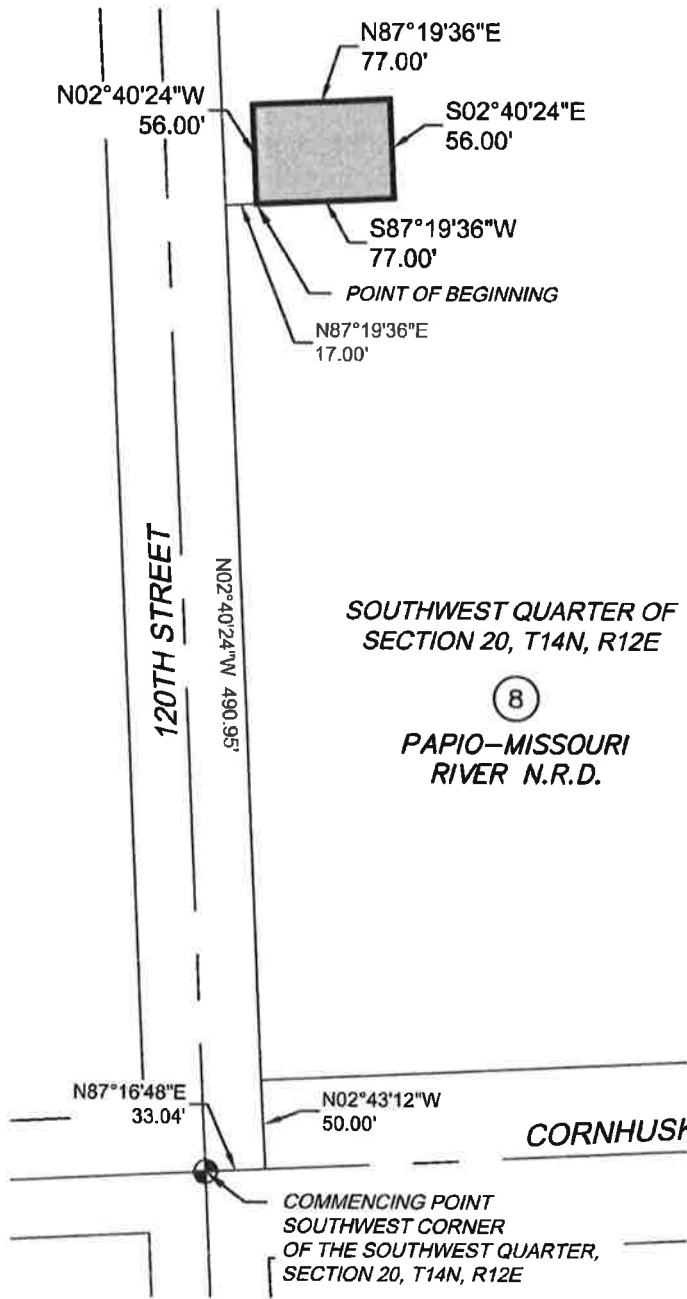 N87°19'36"E
77.00'
N02°40'24"W
56.00'
S02°40'24"E
56.00'
S87°19'36"W
77.00'
POINT OF BEGINNING
N87°19'36"E
17.00'
120TH STREET
N02°40'24"W 490.95'
SOUTHWEST QUARTER OF
SECTION 20, T14N, R12E
8
PAPIO-MISSOURI
RIVER N.R.D.
N87°16'48"E
33.04'
N02°43'12"W
50.00'
CORNHUSK
COMMENCING POINT
SOUTHWEST CORNER
OF THE SOUTHWEST QUARTER,
SECTION 20, T14N, R12E